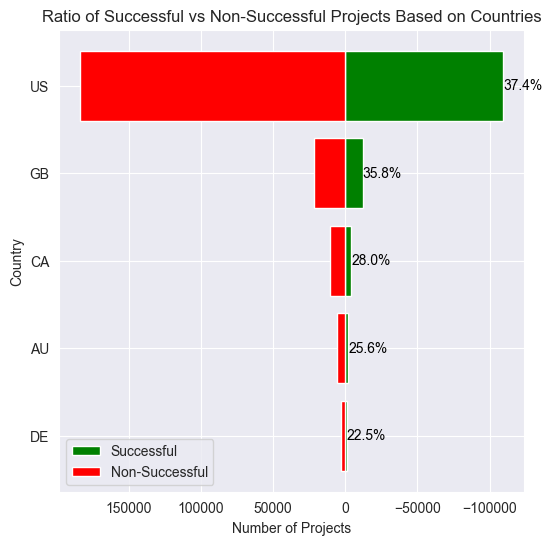 Ratio of Successful vs Non-Successful Projects Based on Countries
US
37.4%
GB
35.8%
CA
28.0%
AU
25.6%
DE
22.5%
Country
Successful
Non-Successful
150000 100000 50000 0 −50000 −100000
Number of Projects